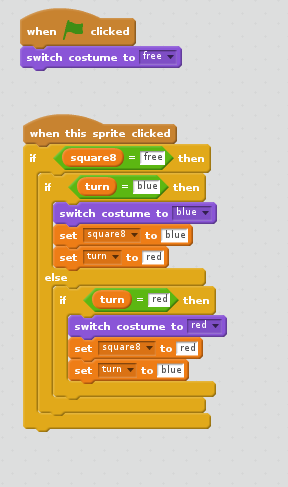 when clicked
switch costume to free
when this sprite clicked
if square8 = free then
if turn = blue then
switch costume to blue
set square8 to blue
set turn to red
else
if turn = red then
switch costume to red
set square8 to red
set turn to blue